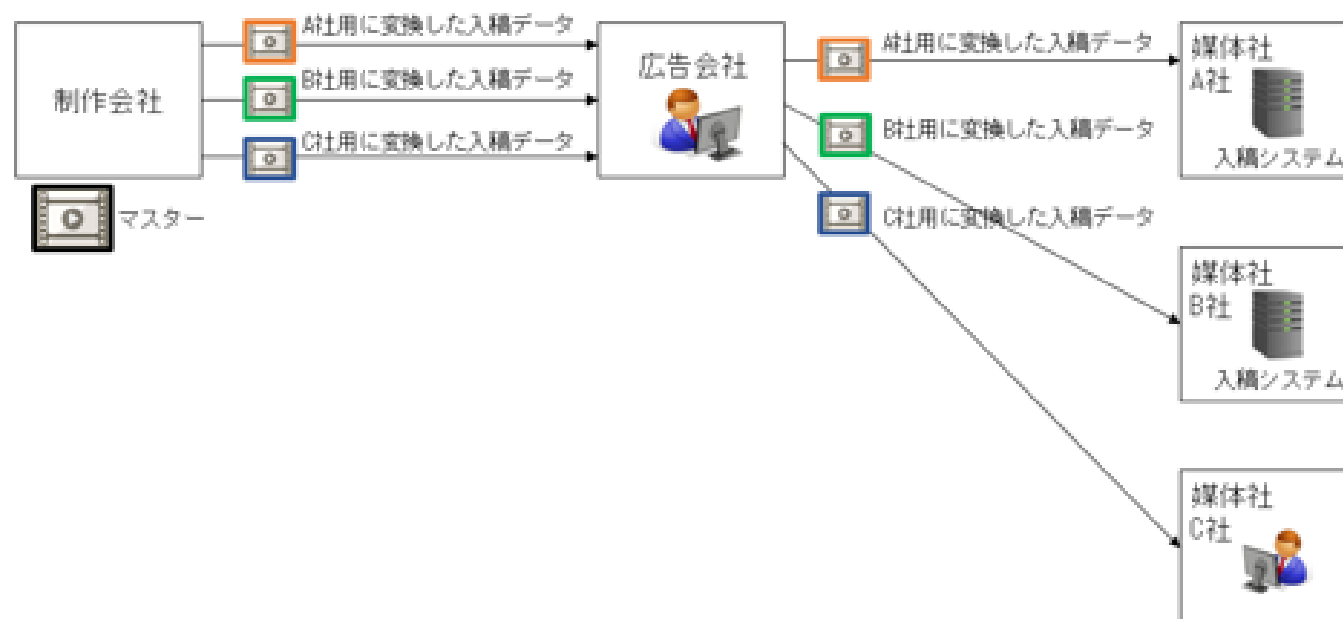 制作会社
マスター
A社用に変換した入稿データ
B社用に変換した入稿データ
C社用に変換した入稿データ
広告会社
A社用に変換した入稿データ
B社用に変換した入稿データ
C社用に変換した入稿データ
媒体社
A社
入稿システム
媒体社
B社
入稿システム
媒体社
C社